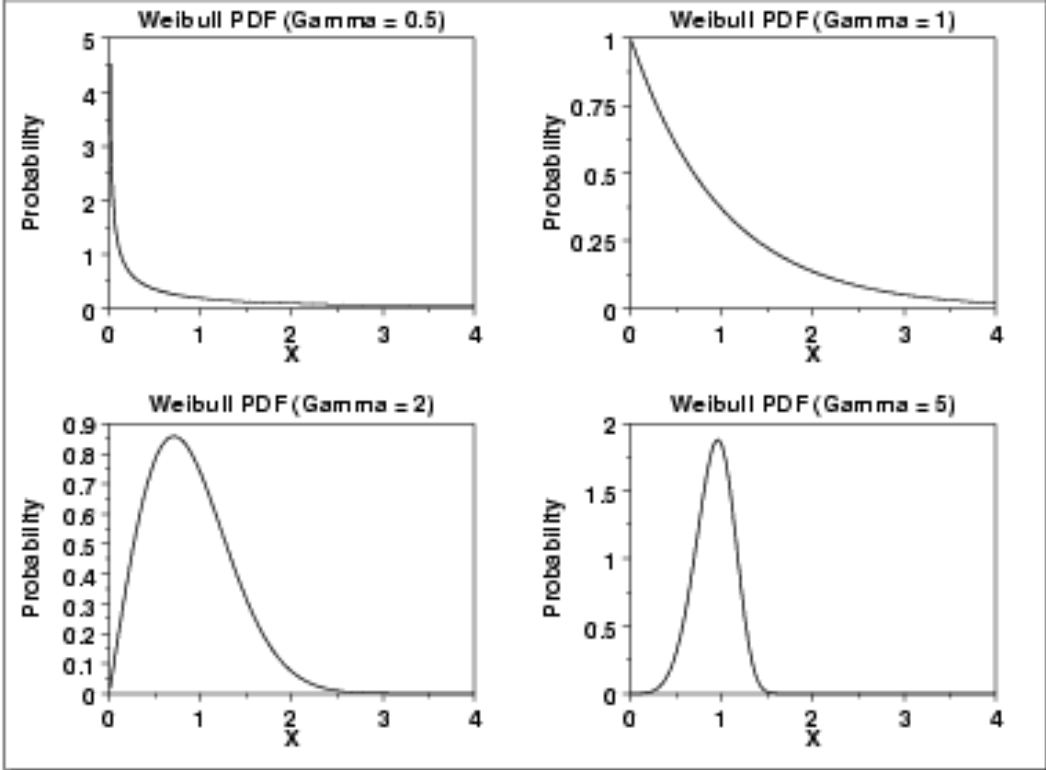 Weibull PDF (Gamma = 0.5)
5
4
3
2
1
0
Probability
0 1 2 3 4
X
Weibull PDF (Gamma = 1)
1
0.75
0.5
0.25
0
Probability
0 1 2 3 4
X
Weibull PDF (Gamma = 2)
0.9
0.8
0.7
0.6
0.5
0.4
0.3
0.2
0.1
0
Probability
0 1 2 3 4
X
Weibull PDF (Gamma = 5)
2
1.5
1
0.5
0
Probability
0 1 2 3 4
X